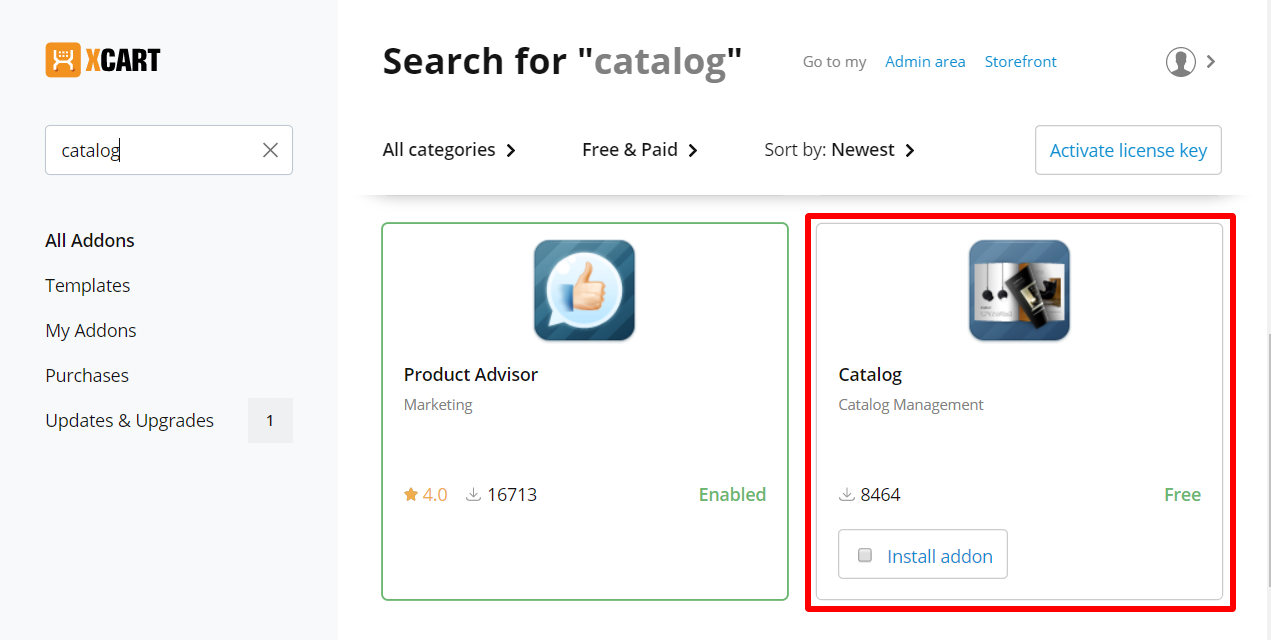 XCART
catalog
All Addons
Templates
My Addons
Purchases
Updates & Upgrades 1
Search for "catalog"
Go to my Admin area Storefront
All categories Free & Paid Sort by: Newest Activate license key
Product Advisor
Marketing
4.0 16713 Enabled
Catalog
Catalog Management
8464 Free
Install addon